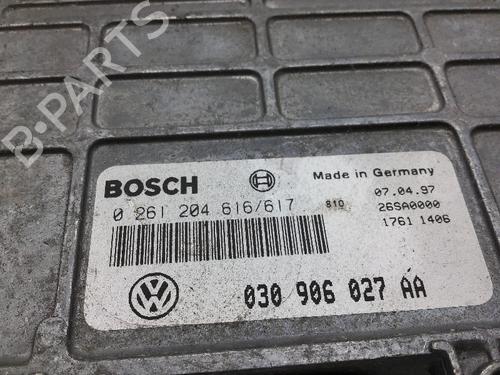 B-PARTS
BOSCH
Made in Germany
0 261 204 616/617
810
07.04.97
26SA0000
1761 1406
VW
030 906 027 AA